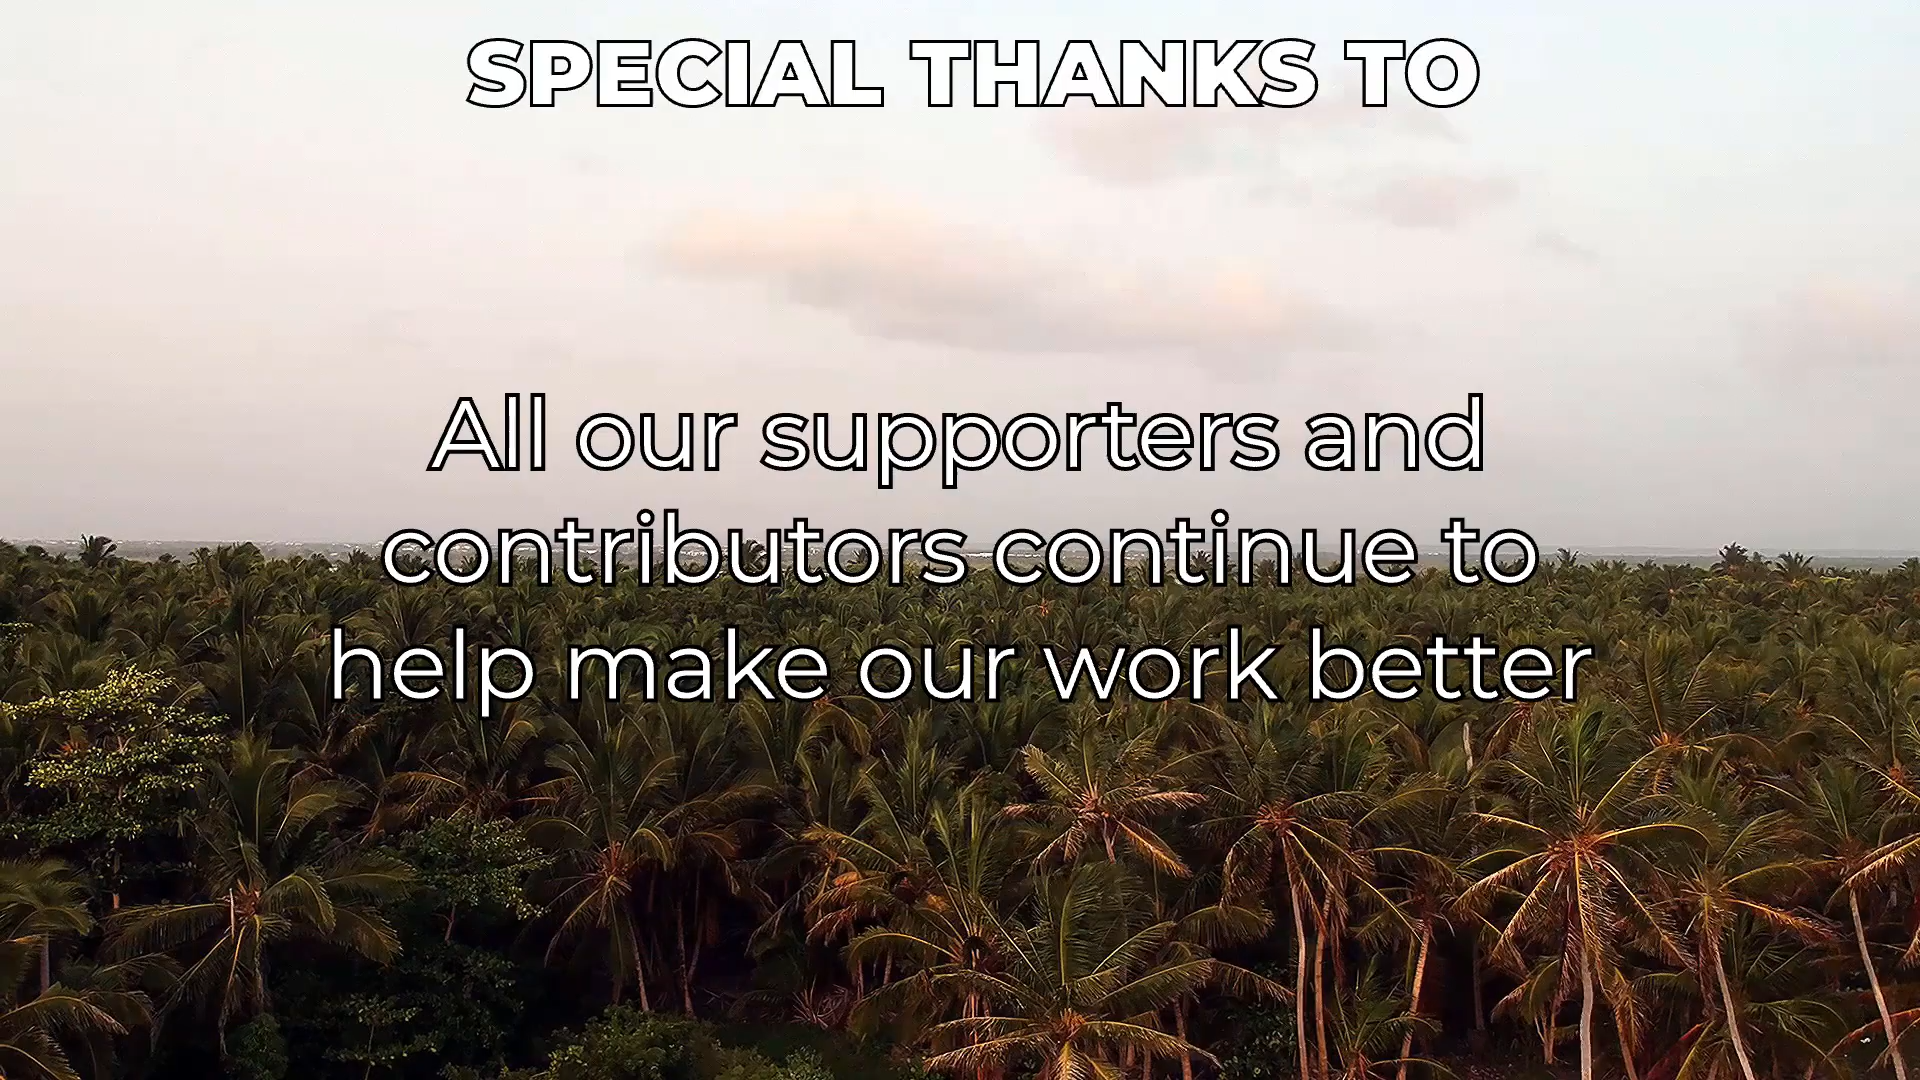 SPECIAL THANKS TO
All our supporters and
contributors continue to
help make our work better